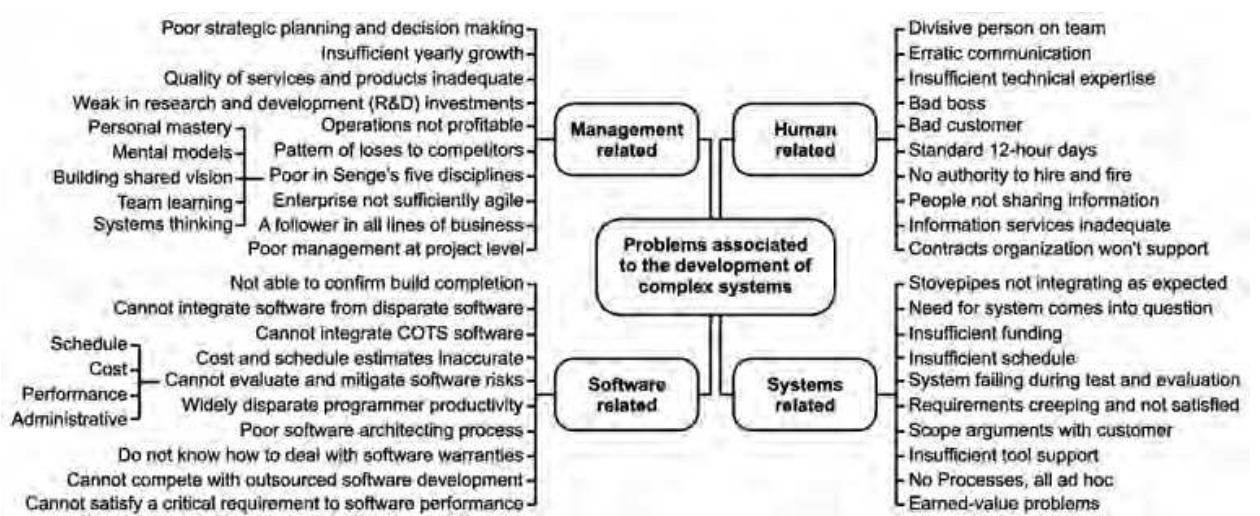 Poor strategic planning and decision making
Insufficient yearly growth
Quality of services and products inadequate
Weak in research and development (R&D) investments
Operations not profitable
Pattern of loses to competitors
Poor in Senge's five disciplines
Enterprise not sufficiently agile
A follower in all lines of business
Poor management at project level
Personal mastery
Mental models
Building shared vision
Team learning
Systems thinking
Management
related
Human
related
Divisive person on team
Erratic communication
Insufficient technical expertise
Bad boss
Bad customer
Standard 12-hour days
No authority to hire and fire
People not sharing information
Information services inadequate
Contracts organization won't support
Problems associated
to the development of
complex systems
Not able to confirm build completion
Cannot integrate software from disparate software
Cannot integrate COTS software
Cost and schedule estimates inaccurate
Cannot evaluate and mitigate software risks
Widely disparate programmer productivity
Poor software architecting process
Do not know how to deal with software warranties
Cannot compete with outsourced software development
Cannot satisfy a critical requirement to software performance
Schedule
Cost
Performance
Administrative
Software
related
Systems
related
Stovepipes not integrating as expected
Need for system comes into question
Insufficient funding
Insufficient schedule
System failing during test and evaluation
Requirements creeping and not satisfied
Scope arguments with customer
Insufficient tool support
No Processes, all ad hoc
Earned-value problems